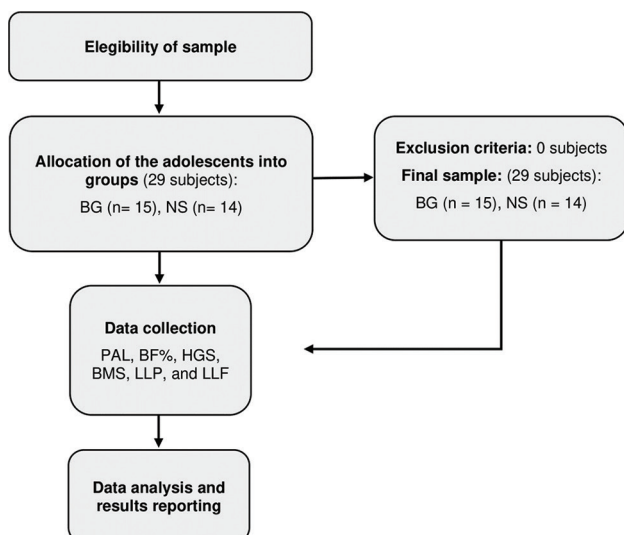 Elegibility of sample
Allocation of the adolescents into
groups (29 subjects):
BG (n= 15), NS (n= 14)
Exclusion criteria: 0 subjects
Final sample: (29 subjects):
BG (n = 15), NS (n = 14)
Data collection
PAL, BF%, HGS,
BMS, LLP, and LLF
Data analysis and
results reporting